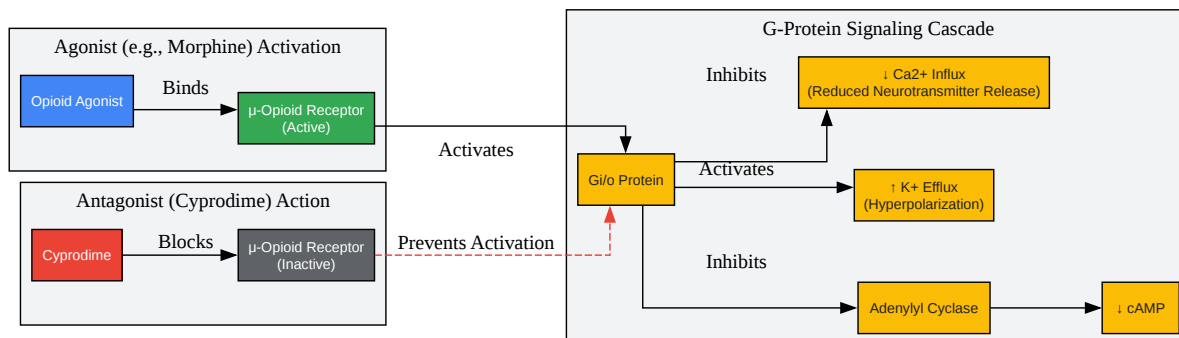 G-Protein Signaling Cascade
Agonist (e.g., Morphine) Activation
Opioid Agonist
Binds
μ-Opioid Receptor
(Active)
Activates
Antagonist (Cyprodime) Action
Cyprodime
Blocks
μ-Opioid Receptor
(Inactive)
Prevents Activation
Gi/o Protein
Inhibits
↓ Ca2+ Influx
(Reduced Neurotransmitter Release)
Activates
↑ K+ Efflux
(Hyperpolarization)
Inhibits
Adenylyl Cyclase
↓ cAMP